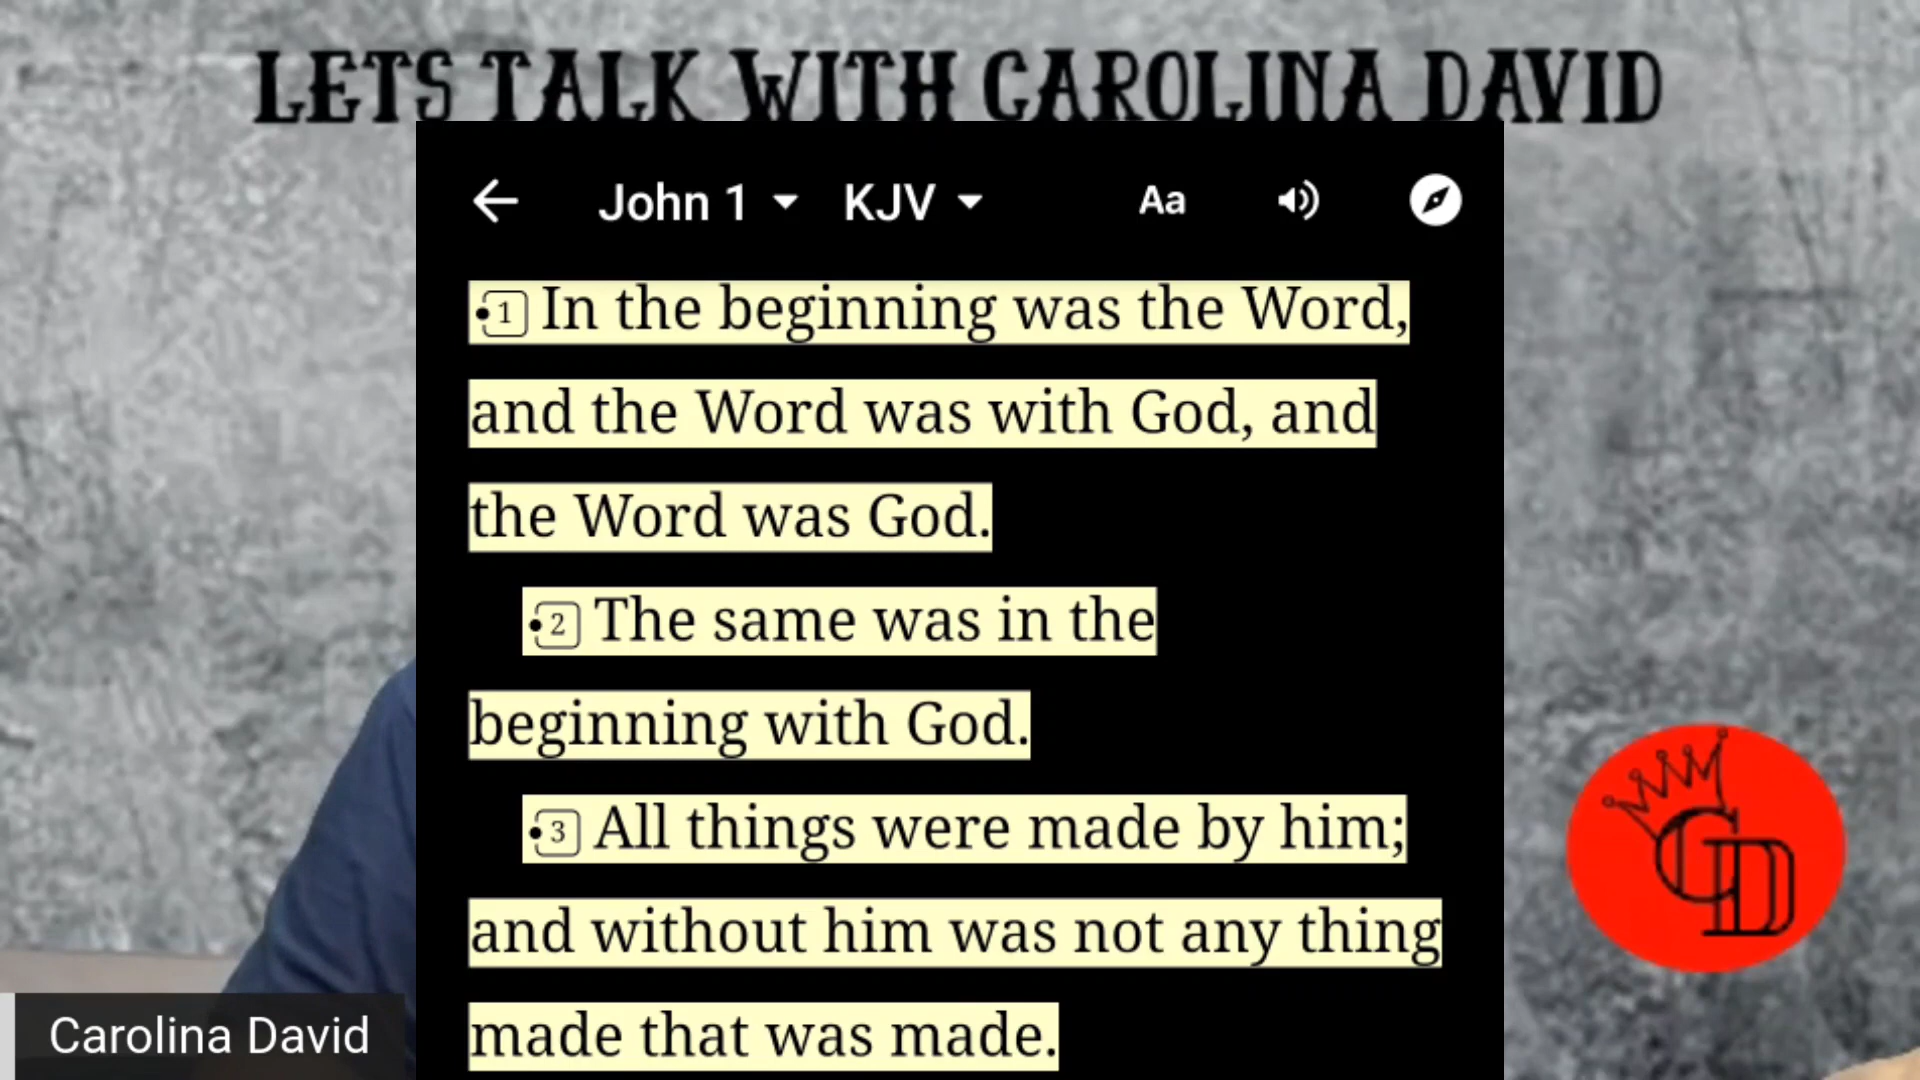 LETS TALK WITH CAROLINA DAVID
John 1 KJV Aa
1 In the beginning was the Word,
and the Word was with God, and
the Word was God.
2 The same was in the
beginning with God.
3 All things were made by him;
and without him was not any thing
made that was made.
CD
Carolina David